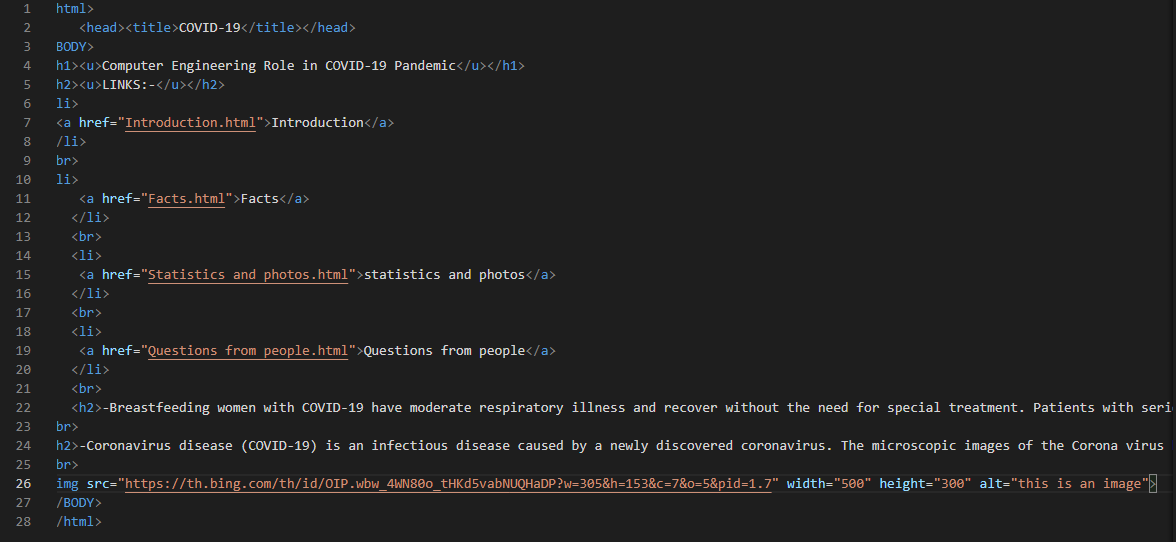 1 html>
2 <head><title>COVID-19</title></head>
3 BODY>
4 h1><u>Computer Engineering Role in COVID-19 Pandemic</u></h1>
5 h2><u>LINKS:-</u></h2>
6 li>
7 <a href="Introduction.html">Introduction</a>
8 /li>
9 br>
10 li>
11 <a href="Facts.html">Facts</a>
12 </li>
13 <br>
14 <li>
15 <a href="Statistics and photos.html">statistics and photos</a>
16 </li>
17 <br>
18 <li>
19 <a href="Questions from people.html">Questions from people</a>
20 </li>
21 <br>
22 <h2>-Breastfeeding women with COVID-19 have moderate respiratory illness and recover without the need for special treatment. Patients with seri
23 br>
24 h2>-Coronavirus disease (COVID-19) is an infectious disease caused by a newly discovered coronavirus. The microscopic images of the Corona virus
25 br>
26 img src="https://th.bing.com/th/id/OIP.wbw_4WN80o_tHKd5vabNUQHaDP?w=305&h=153&c=7&o=5&pid=1.7" width="500" height="300" alt="this is an image">
27 /BODY>
28 /html>